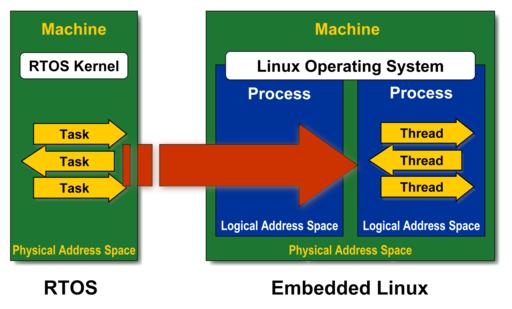 Machine
RTOS Kernel
Task
Task
Task
Physical Address Space
RTOS
Machine
Linux Operating System
Process
Logical Address Space
Process
Thread
Thread
Thread
Logical Address Space
Physical Address Space
Embedded Linux